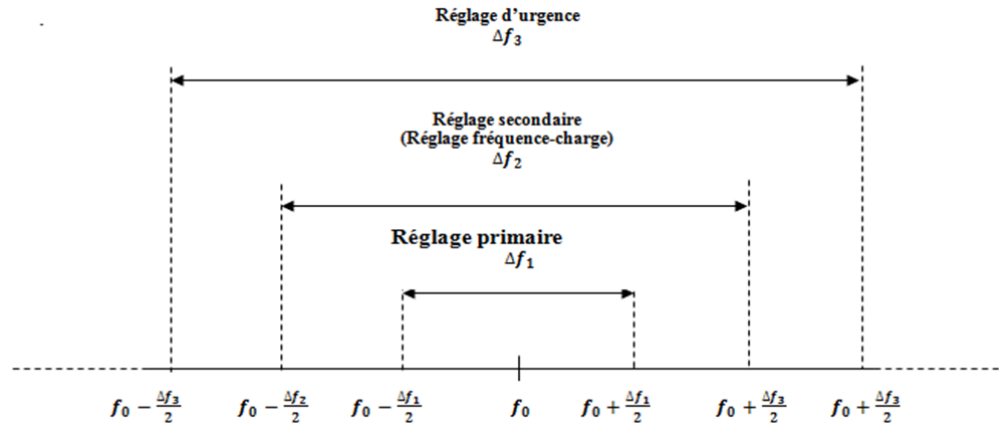 Réglage d'urgence
Δf₃
Réglage secondaire
(Réglage fréquence-charge)
Δf₂
Réglage primaire
Δf₁
f₀ − Δf₃/2 f₀ − Δf₂/2 f₀ − Δf₁/2 f₀ f₀ + Δf₁/2 f₀ + Δf₃/2 f₀ + Δf₃/2